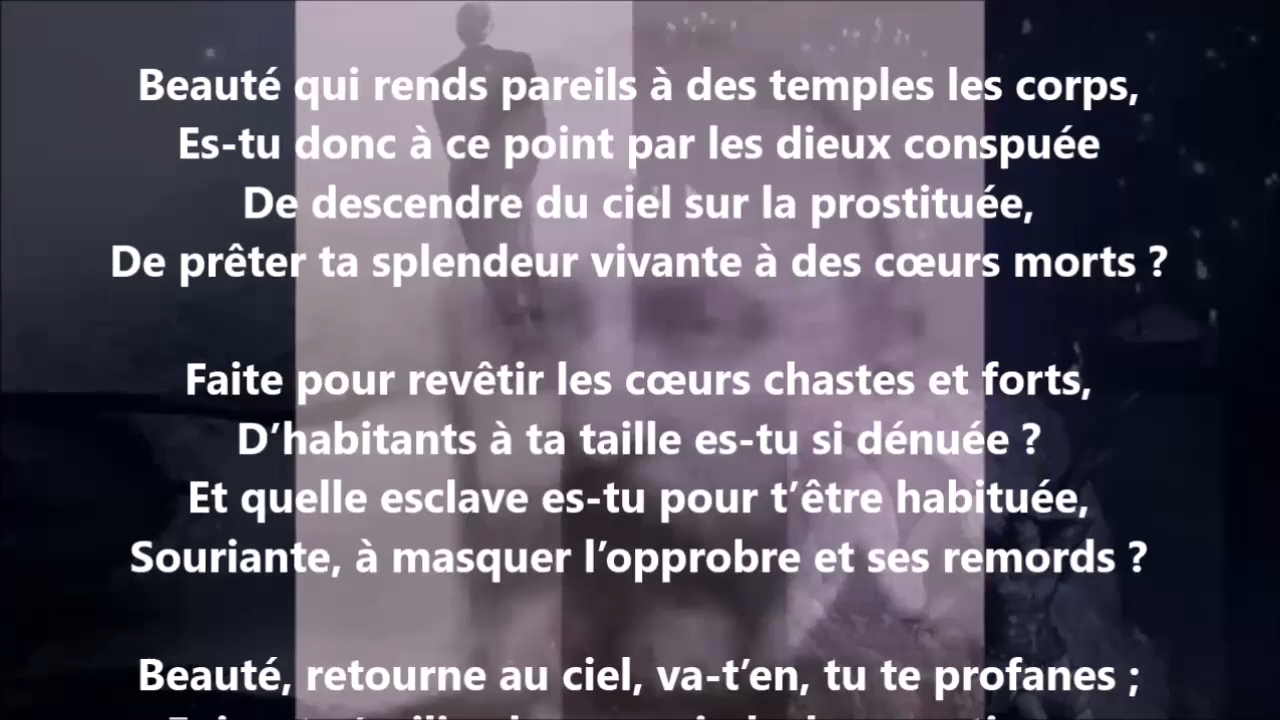 Beauté qui rends pareils à des temples les corps,
Es-tu donc à ce point par les dieux conspuée
De descendre du ciel sur la prostituée,
De prêter ta splendeur vivante à des cœurs morts ?
Faite pour revêtir les cœurs chastes et forts,
D’habitants à ta taille es-tu si dénuée ?
Et quelle esclave es-tu pour t’être habituée,
Souriante, à masquer l’opprobre et ses remords ?
Beauté, retourne au ciel, va-t’en, tu te profanes ;